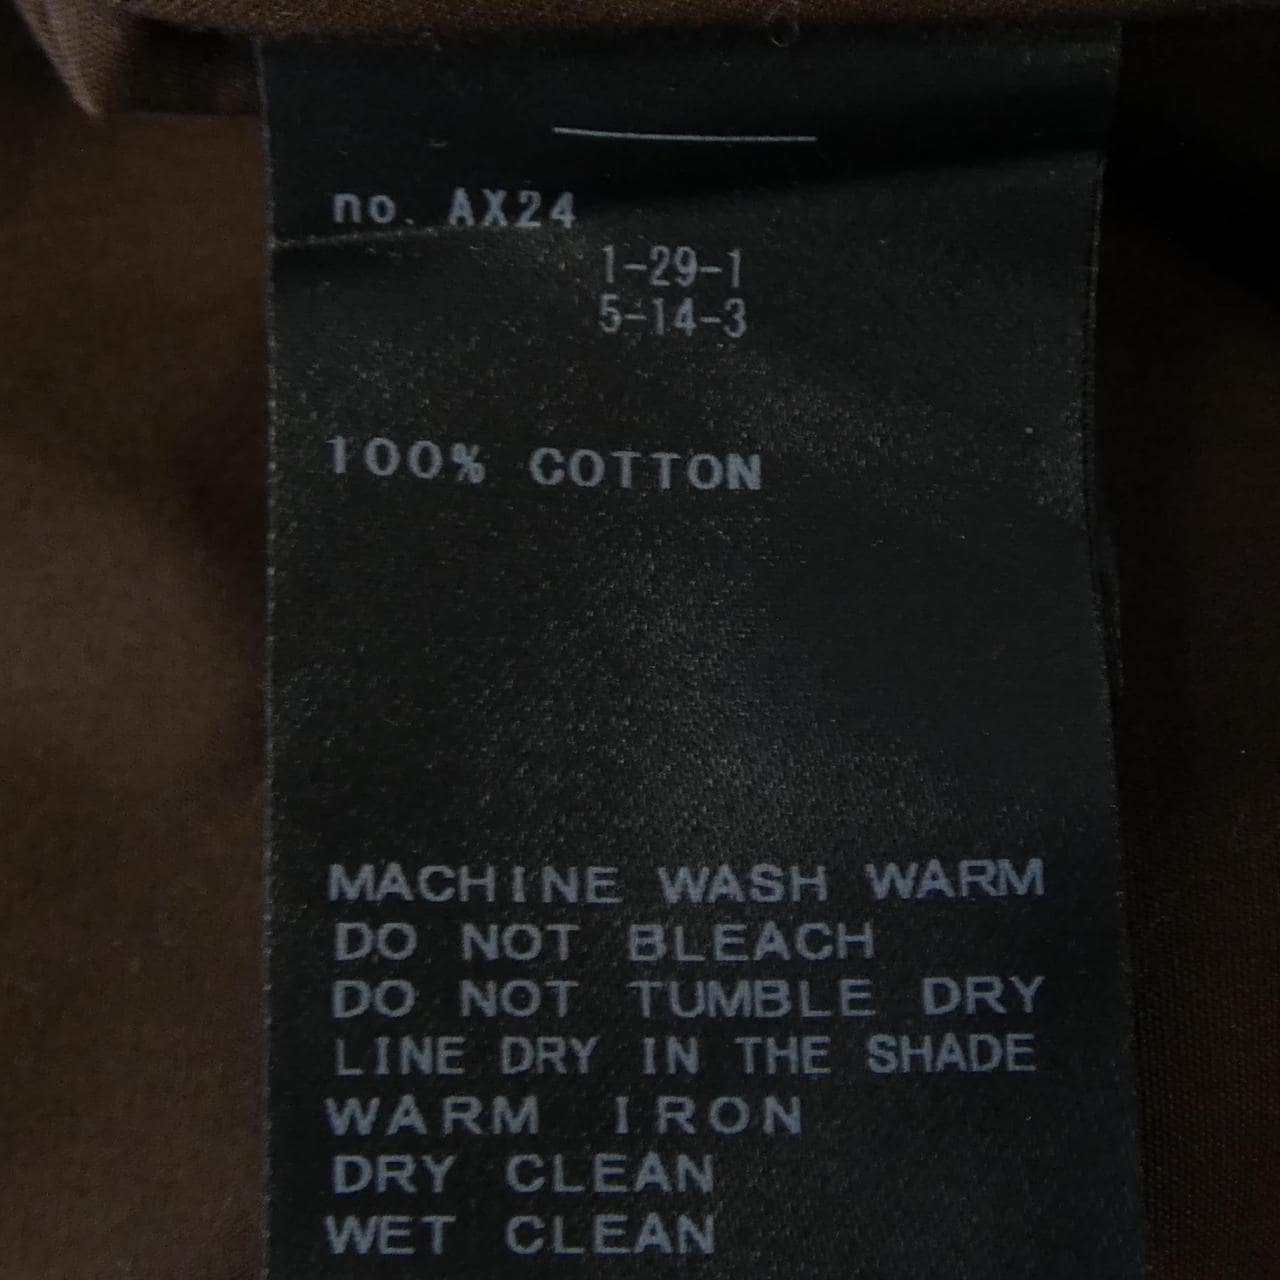 no. AX24
1-29-1
5-14-3
100% COTTON
MACHINE WASH WARM
DO NOT BLEACH
DO NOT TUMBLE DRY
LINE DRY IN THE SHADE
WARM IRON
DRY CLEAN
WET CLEAN